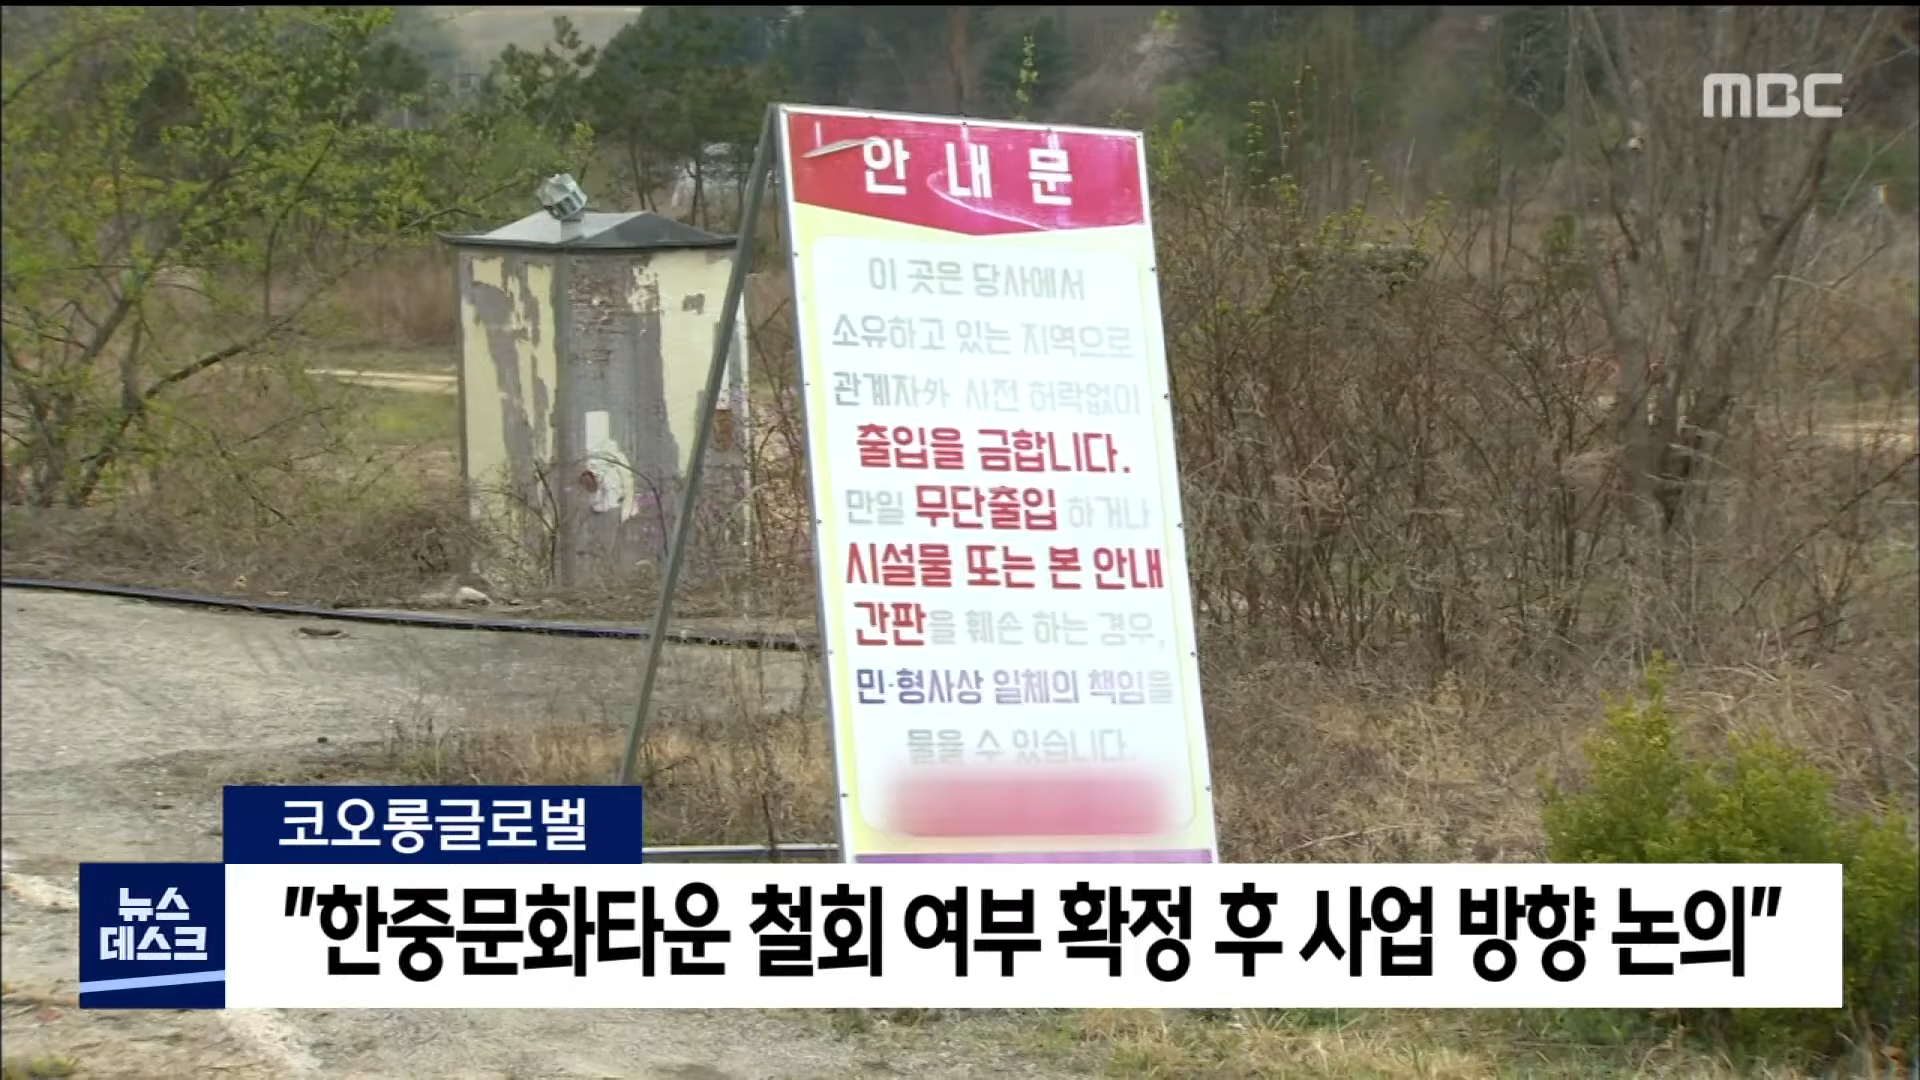 MBC
안내문
이 곳은 당사에서
소유하고 있는 지역으로
관계자外 사전 허락없이
출입을 금합니다.
만일 무단출입 하거나
시설물 또는 본 안내
간판을 훼손 하는 경우,
민·형사상 일체의 책임을
물을 수 있습니다.
코오롱글로벌
뉴스
데스크
"한중문화타운 철회 여부 확정 후 사업 방향 논의"